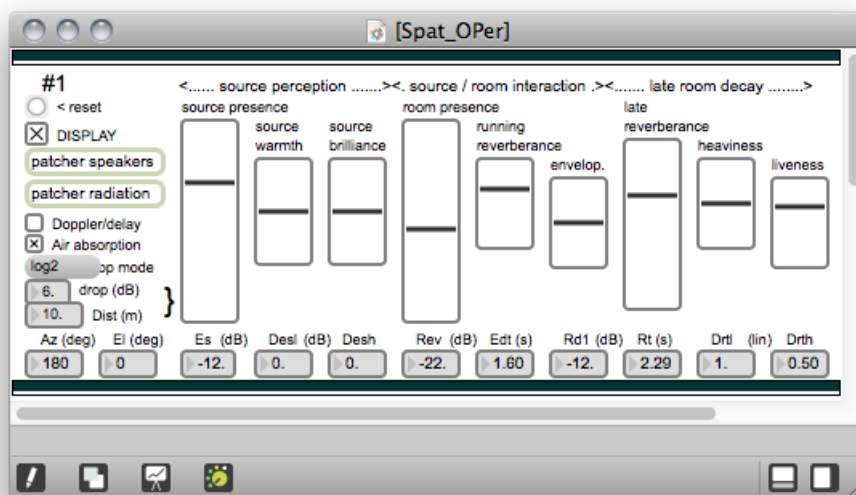 [Spat_OPer]
#1
<...... source perception .......><. source / room interaction .><....... late room decay ........>
< reset
source presence
room presence
late
reverberance
DISPLAY
source
warmth
source
brilliance
running
reverberance
heaviness
patcher speakers
envelop.
liveness
patcher radiation
Doppler/delay
Air absorption
log2
op mode
6.
drop (dB)
}
10.
Dist (m)
Az (deg) El (deg) Es (dB) Desl (dB) Desh Rev (dB) Edt (s) Rd1 (dB) Rt (s) Drtl (lin) Drth
180 0 -12. 0. 0. -22. 1.60 -12. 2.29 1. 0.50